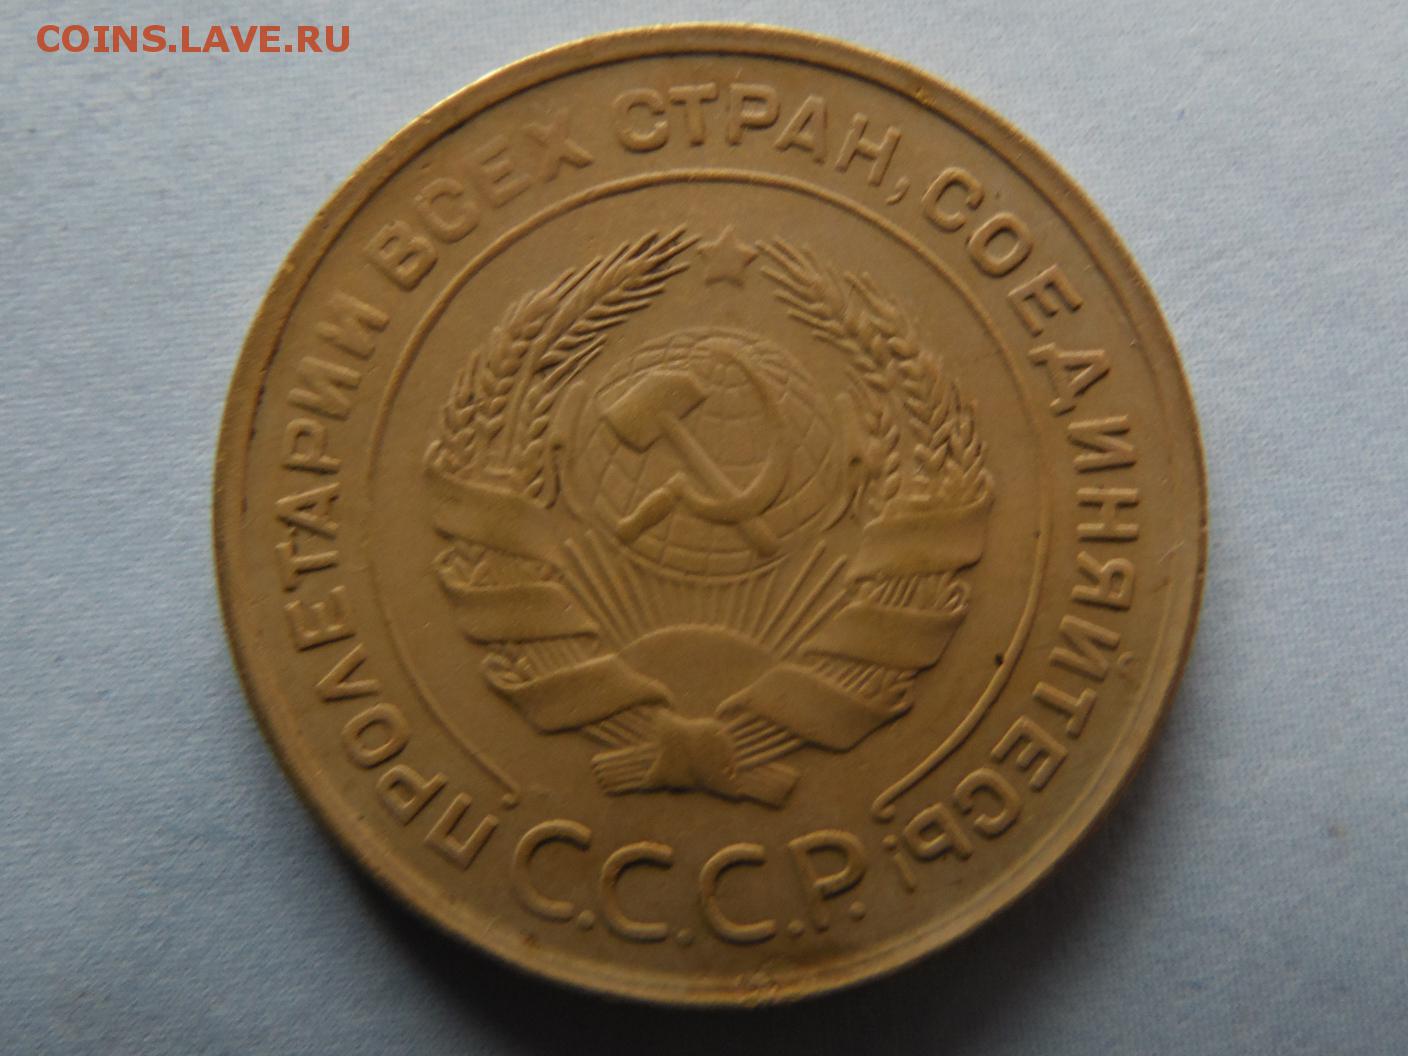 COINS.LAVE.RU
ПРОЛЕТАРИИ ВСЕХ СТРАН, СОЕДИНЯЙТЕСЬ!
С.С.С.Р.